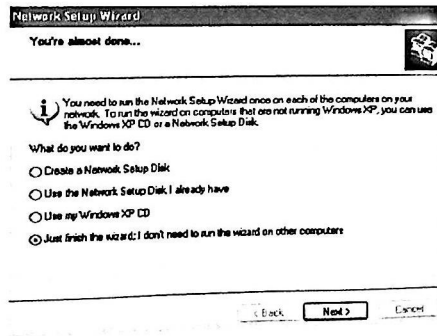 Network Setup Wizard
You're almost done...
You need to run the Network Setup Wizard once on each of the computers on your
network. To run the wizard on computers that are not running Windows XP, you can use
the Windows XP CD or a Network Setup Disk.
What do you want to do?
Create a Network Setup Disk
Use the Network Setup Disk I already have
Use my Windows XP CD
Just finish the wizard; I don't need to run the wizard on other computers
< Back Next > Cancel